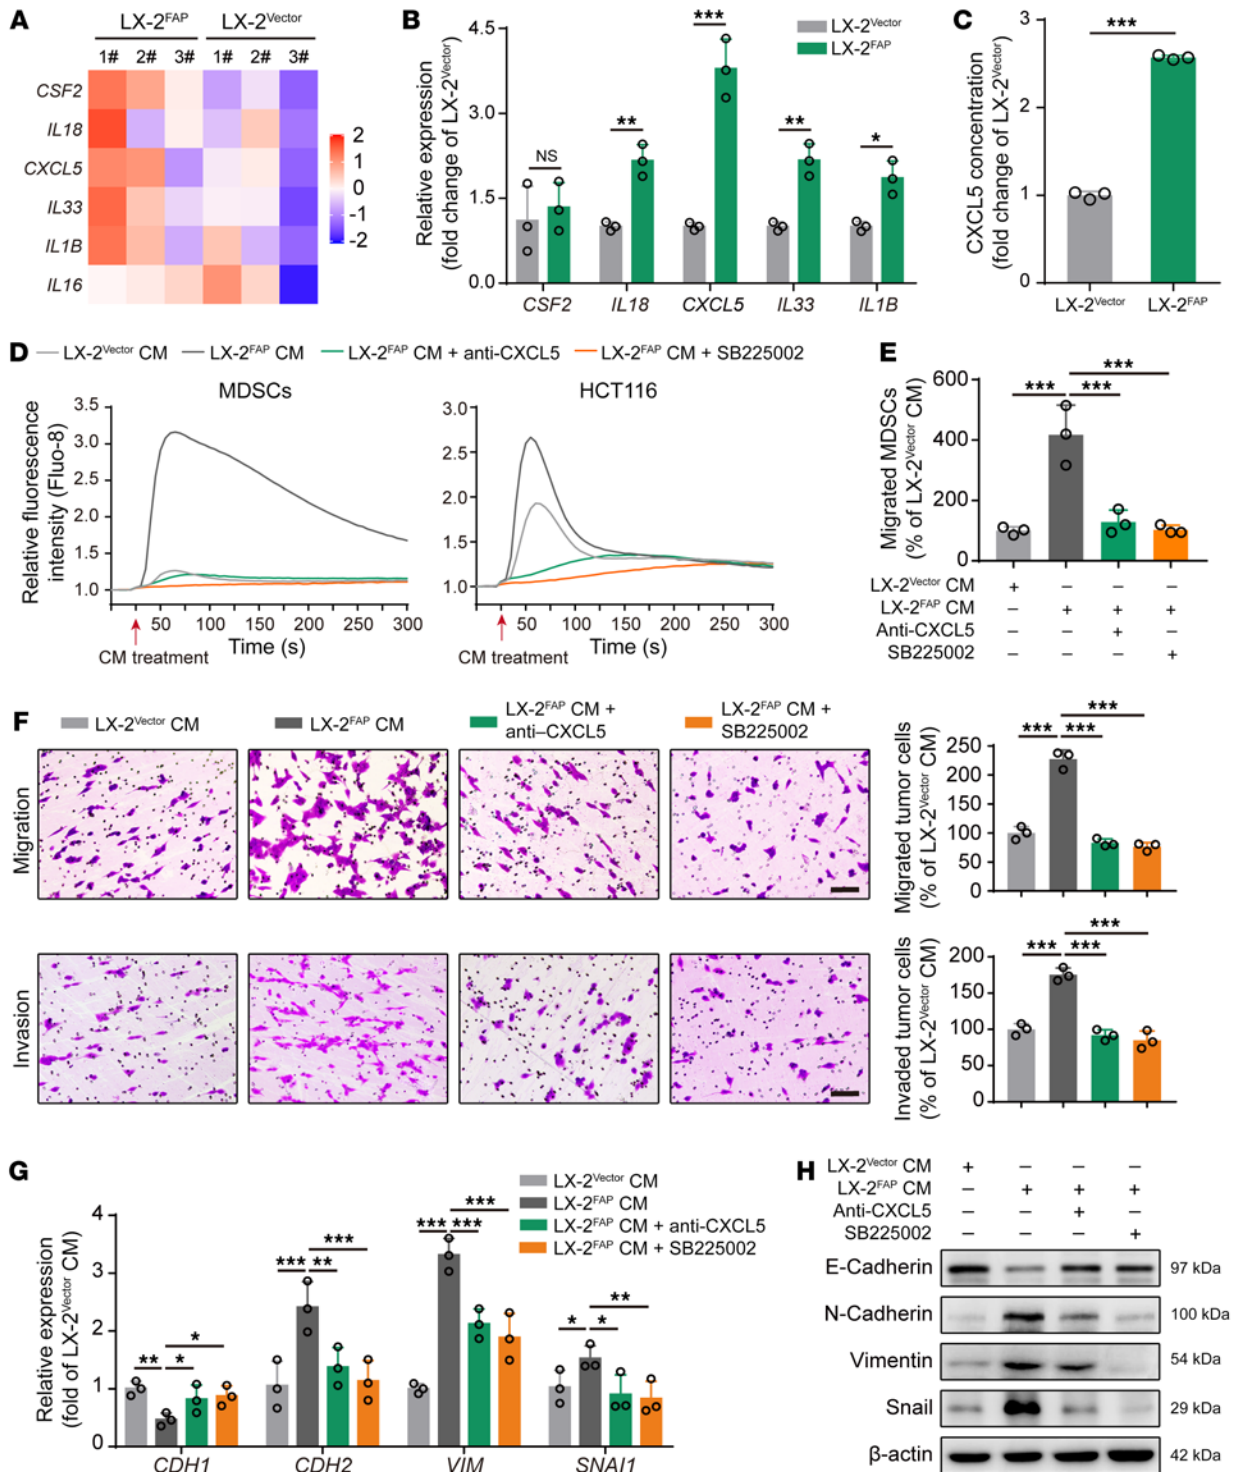 A
LX-2FAP LX-2Vector
1# 2# 3# 1# 2# 3#
CSF2
IL18
CXCL5
IL33
IL1B
IL16
2
1
0
-1
-2
B
Relative expression
(fold change of LX-2Vector)
4.5
3.0
1.5
0.0
LX-2Vector
LX-2FAP
NS
**
***
**
*
CSF2 IL18 CXCL5 IL33 IL1B
C
CXCL5 concentration
(fold change of LX-2Vector)
3
2
1
0
***
LX-2Vector LX-2FAP
D
LX-2Vector CM LX-2FAP CM LX-2FAP CM + anti-CXCL5 LX-2FAP CM + SB225002
Relative fluorescence
intensity (Fluo-8)
MDSCs
3.5
3.0
2.5
2.0
1.5
1.0
50 100 150 200 250 300
Time (s)
CM treatment
HCT116
3.0
2.5
2.0
1.5
1.0
50 100 150 200 250 300
Time (s)
CM treatment
E
Migrated MDSCs
(% of LX-2Vector CM)
600
400
200
0
***
*** ***
LX-2Vector CM + – – –
LX-2FAP CM – + + +
Anti-CXCL5 – – + –
SB225002 – – – +
F
LX-2Vector CM
LX-2FAP CM
LX-2FAP CM +
anti–CXCL5
LX-2FAP CM +
SB225002
Migration
Invasion
Migrated tumor cells
(% of LX-2Vector CM)
250
200
150
100
50
0
***
*** ***
Invaded tumor cells
(% of LX-2Vector CM)
200
150
100
50
0
***
*** ***
G
Relative expression
(fold of LX-2Vector CM)
4
3
2
1
0
LX-2Vector CM
LX-2FAP CM
LX-2FAP CM + anti-CXCL5
LX-2FAP CM + SB225002
*
** *
***
*** **
***
*** ***
**
* *
CDH1 CDH2 VIM SNAI1
H
LX-2Vector CM + – – –
LX-2FAP CM – + + +
Anti-CXCL5 – – + –
SB225002 – – – +
E-Cadherin 97 kDa
N-Cadherin 100 kDa
Vimentin 54 kDa
Snail 29 kDa
β-actin 42 kDa